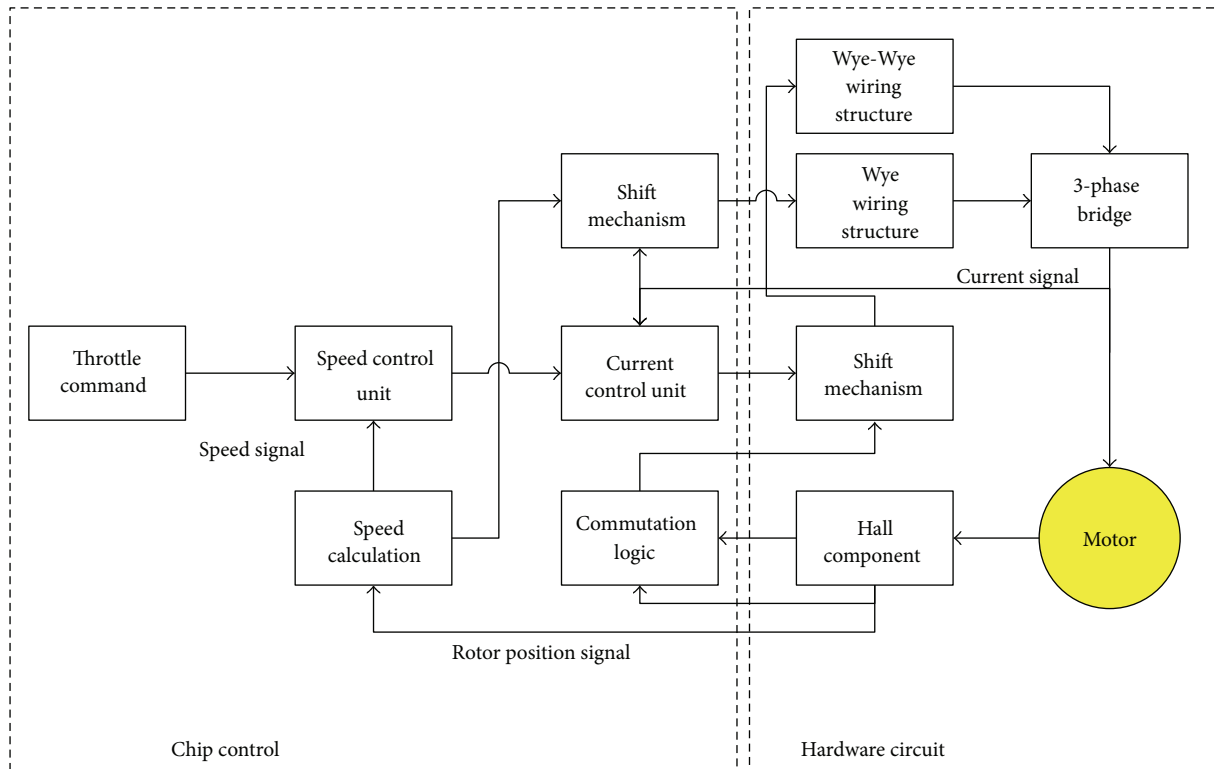 Wye-Wye
wiring
structure
Shift
mechanism
Wye
wiring
structure
3-phase
bridge
Current signal
Throttle
command
Speed control
unit
Current
control unit
Shift
mechanism
Speed signal
Speed
calculation
Commutation
logic
Hall
component
Motor
Rotor position signal
Chip control
Hardware circuit